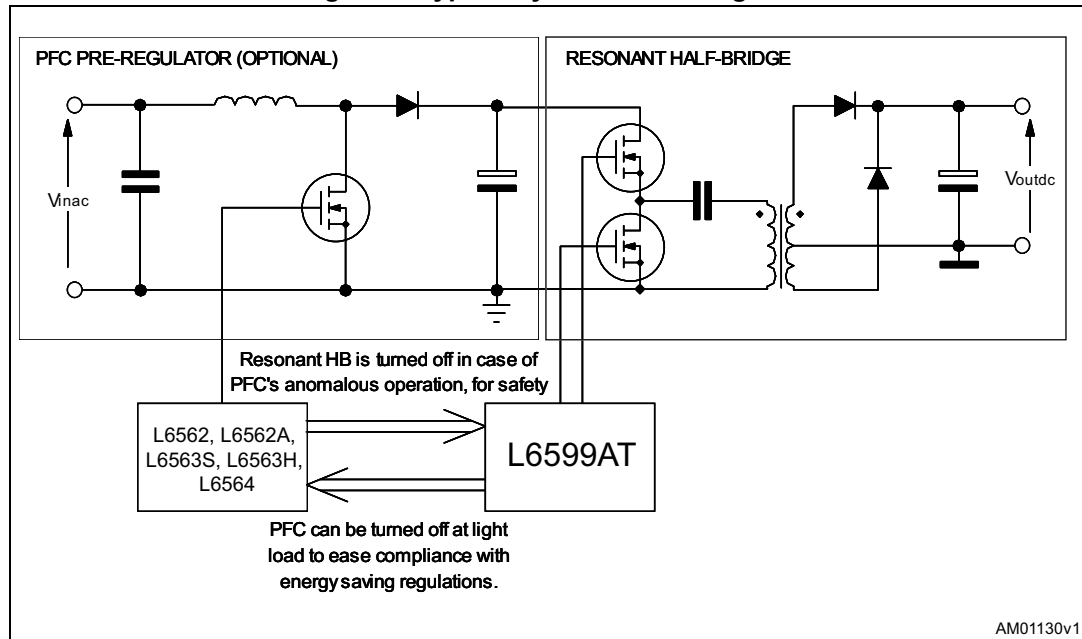 PFC PRE-REGULATOR (OPTIONAL)
RESONANT HALF-BRIDGE
Vinac
Voutdc
Resonant HB is turned off in case of
PFC's anomalous operation, for safety
L6562, L6562A,
L6563S, L6563H,
L6564
L6599AT
PFC can be turned off at light
load to ease compliance with
energy saving regulations.
AM01130v1